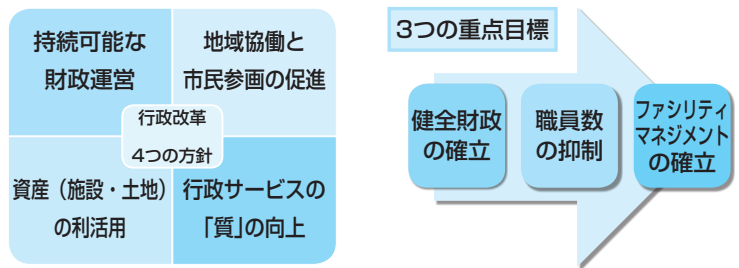 持続可能な
財政運営
地域協働と
市民参画の促進
行政改革
4つの方針
資産（施設・土地）
の利活用
行政サービスの
「質」の向上
3つの重点目標
健全財政
の確立
職員数
の抑制
ファシリティ
マネジメント
の確立